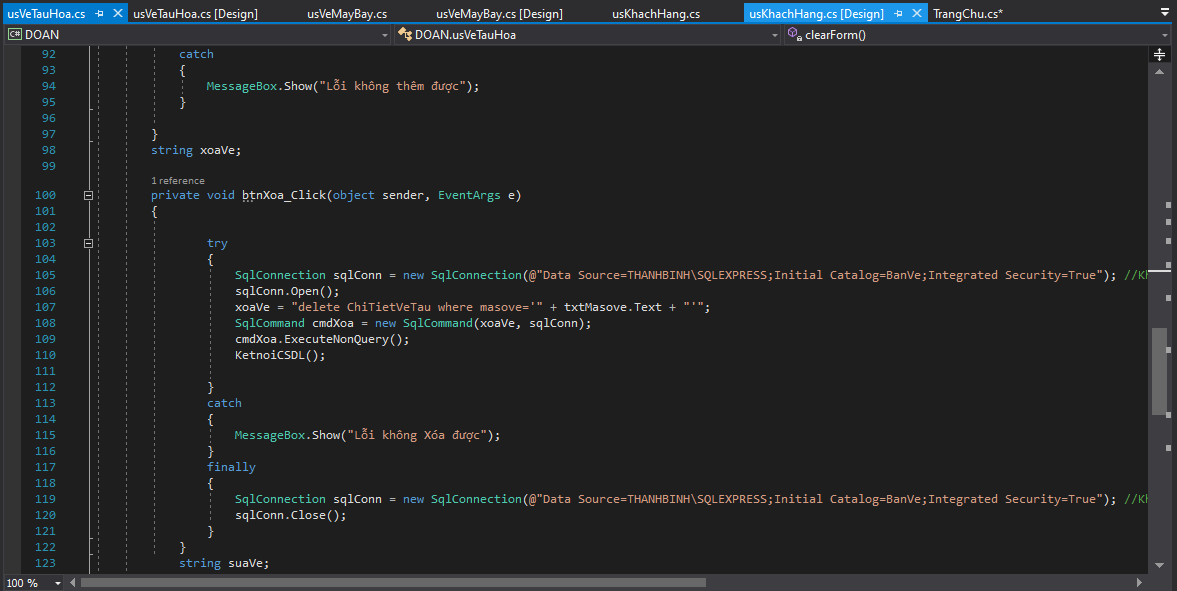 usVeTauHoa.cs usVeTauHoa.cs [Design] usVeMayBay.cs usVeMayBay.cs [Design] usKhachHang.cs usKhachHang.cs [Design] TrangChu.cs*
C# DOAN DOAN.usVeTauHoa clearForm()
92 catch
93 {
94 MessageBox.Show("Lỗi không thêm được");
95 }
96
97 }
98 string xoaVe;
99
1 reference
100 private void btnXoa_Click(object sender, EventArgs e)
101 {
102
103 try
104 {
105 SqlConnection sqlConn = new SqlConnection(@"Data Source=THANHBINH\SQLEXPRESS;Initial Catalog=BanVe;Integrated Security=True"); //Kh
106 sqlConn.Open();
107 xoaVe = "delete ChiTietVeTau where masove='" + txtMasove.Text + "'";
108 SqlCommand cmdXoa = new SqlCommand(xoaVe, sqlConn);
109 cmdXoa.ExecuteNonQuery();
110 KetnoiCSDL();
111
112 }
113 catch
114 {
115 MessageBox.Show("Lỗi không Xóa được");
116 }
117 finally
118 {
119 SqlConnection sqlConn = new SqlConnection(@"Data Source=THANHBINH\SQLEXPRESS;Initial Catalog=BanVe;Integrated Security=True"); //Kh
120 sqlConn.Close();
121 }
122 }
123 string suaVe;
100 %